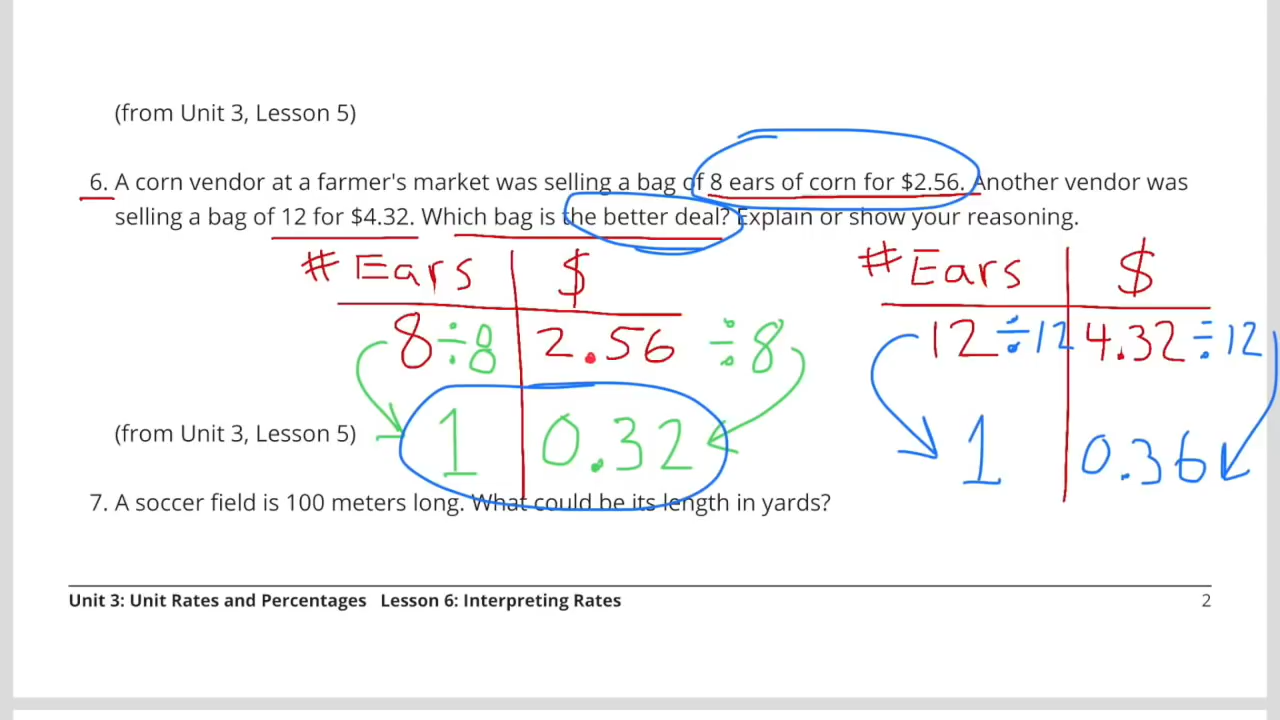 (from Unit 3, Lesson 5)
6. A corn vendor at a farmer's market was selling a bag of 8 ears of corn for $2.56. Another vendor was
selling a bag of 12 for $4.32. Which bag is the better deal? Explain or show your reasoning.
# Ears $
8÷8 2.56 ÷8
1 0.32
# Ears $
12÷12 4.32÷12
1 0.36
(from Unit 3, Lesson 5)
7. A soccer field is 100 meters long. What could be its length in yards?
Unit 3: Unit Rates and Percentages Lesson 6: Interpreting Rates 2